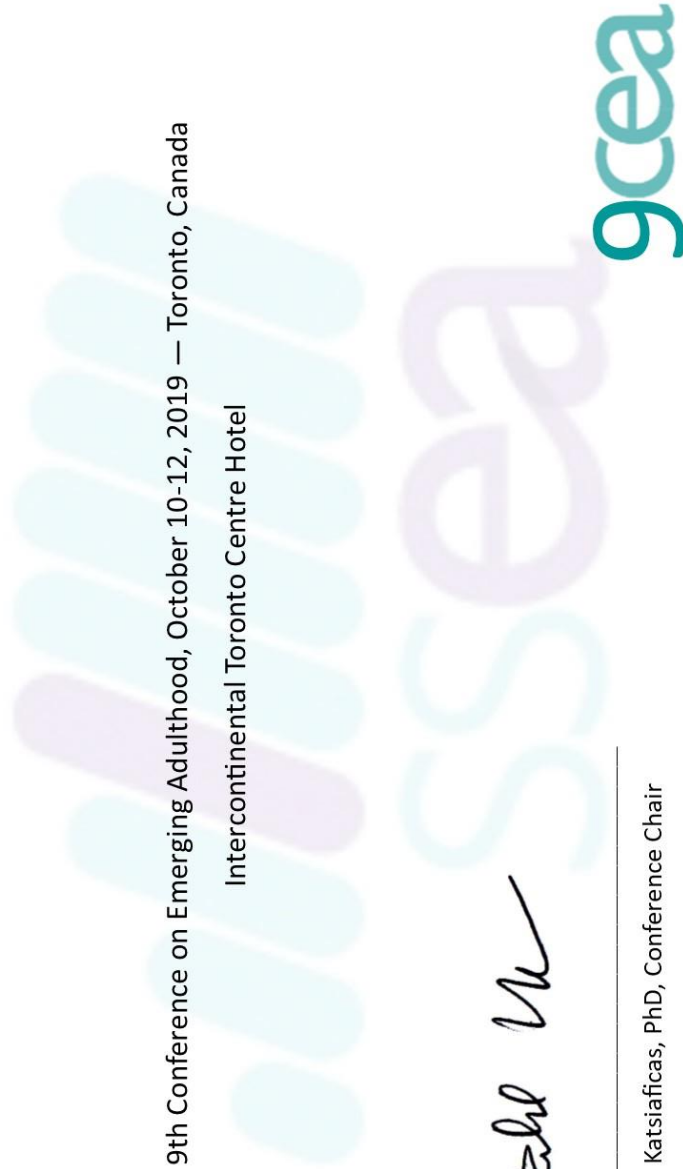 9th Conference on Emerging Adulthood, October 10-12, 2019 — Toronto, Canada
Intercontinental Toronto Centre Hotel
ssea
Katsiaficas, PhD, Conference Chair
9cea